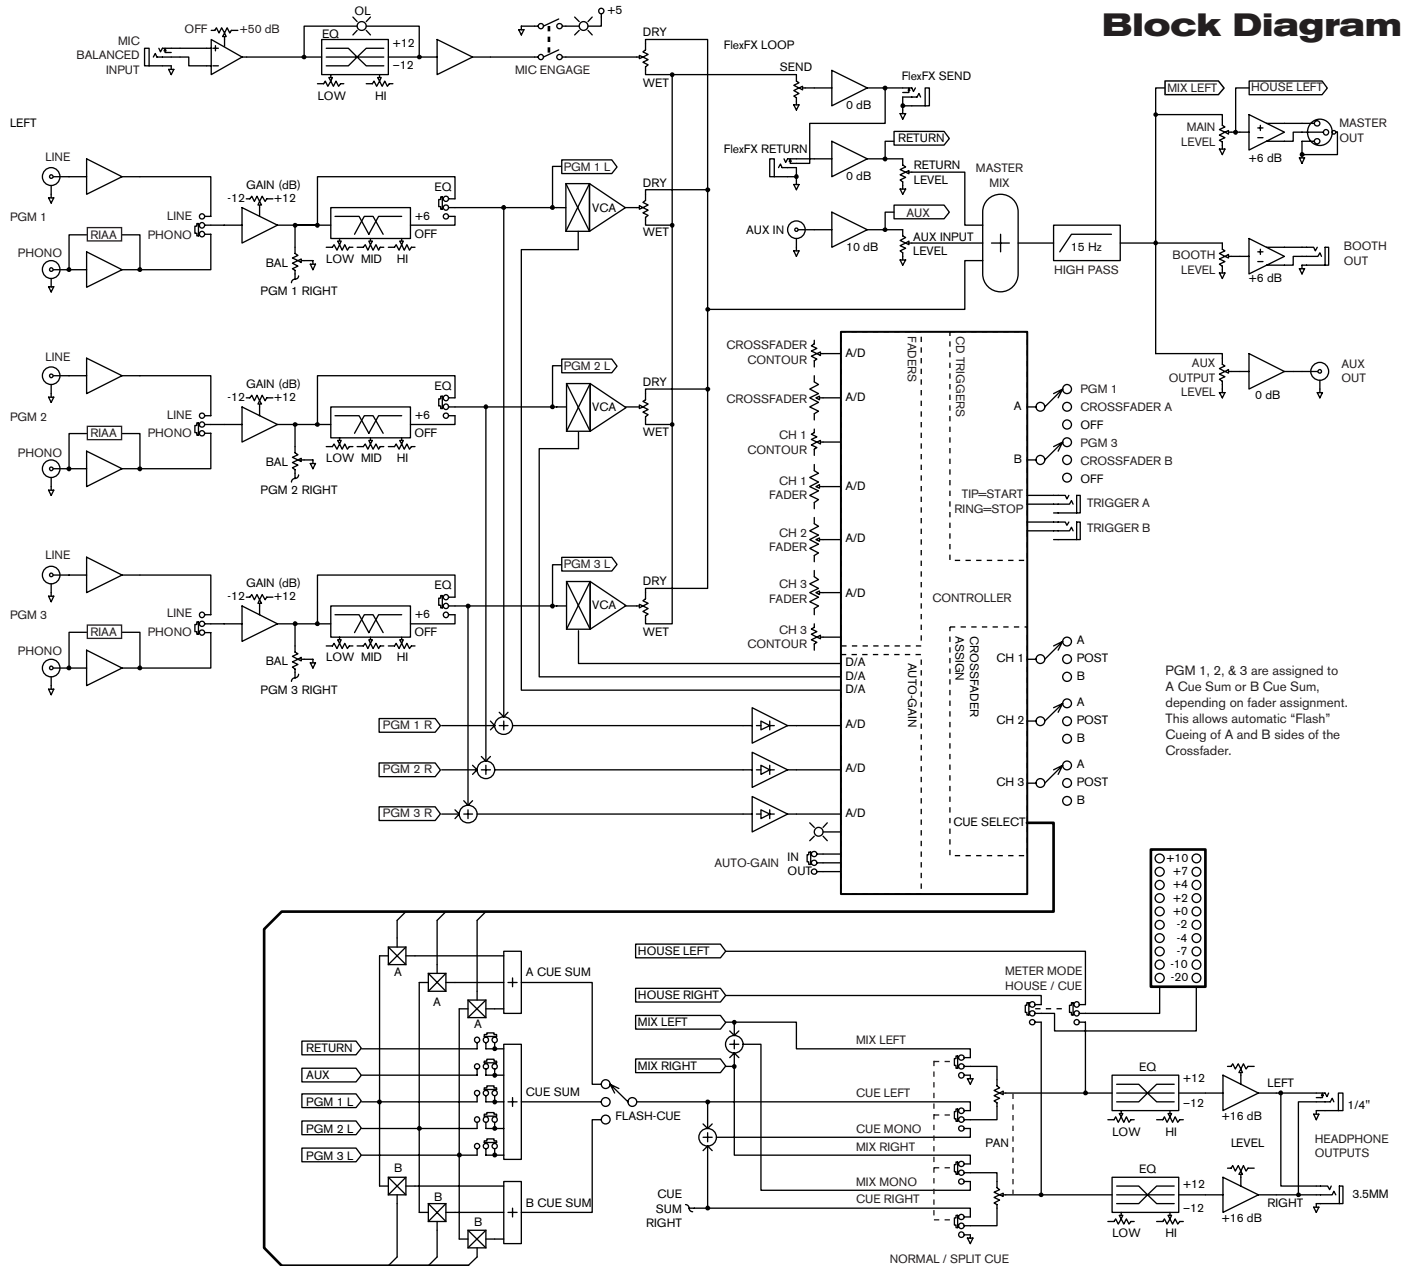 Block Diagram
OFF
+50 dB
OL
+5
MIC
BALANCED
INPUT
EQ
+12
−12
LOW
HI
MIC ENGAGE
DRY
WET
FlexFX LOOP
SEND
0 dB
FlexFX SEND
FlexFX RETURN
0 dB
RETURN
RETURN
LEVEL
AUX IN
10 dB
AUX
AUX INPUT
LEVEL
MASTER
MIX
+
15 Hz
HIGH PASS
MIX LEFT
HOUSE LEFT
MAIN
LEVEL
+6 dB
MASTER
OUT
BOOTH
LEVEL
+6 dB
BOOTH
OUT
AUX
OUTPUT
LEVEL
0 dB
AUX
OUT
LEFT
LINE
PGM 1
RIAA
PHONO
LINE
PHONO
GAIN (dB)
-12
+12
BAL
PGM 1 RIGHT
+6
OFF
LOW MID HI
EQ
PGM 1 L
VCA
DRY
WET
LINE
PGM 2
RIAA
PHONO
LINE
PHONO
GAIN (dB)
-12
+12
BAL
PGM 2 RIGHT
+6
OFF
LOW MID HI
EQ
PGM 2 L
VCA
DRY
WET
LINE
PGM 3
RIAA
PHONO
LINE
PHONO
GAIN (dB)
-12
+12
BAL
PGM 3 RIGHT
+6
OFF
LOW MID HI
EQ
PGM 3 L
VCA
DRY
WET
CROSSFADER
CONTOUR
A/D
CROSSFADER
A/D
CH 1
CONTOUR
A/D
CH 1
FADER
A/D
CH 2
FADER
A/D
CH 3
FADER
A/D
CH 3
CONTOUR
A/D
D/A
D/A
D/A
FADERS
CD TRIGGERS
CONTROLLER
AUTO-GAIN
CROSSFADER
ASSIGN
A
PGM 1
CROSSFADER A
OFF
B
PGM 3
CROSSFADER B
OFF
TIP=START
RING=STOP
TRIGGER A
TRIGGER B
CH 1
A
POST
B
CH 2
A
POST
B
CH 3
A
POST
B
CUE SELECT
PGM 1 R
A/D
PGM 2 R
A/D
PGM 3 R
A/D
AUTO-GAIN
IN
OUT
PGM 1, 2, & 3 are assigned to
A Cue Sum or B Cue Sum,
depending on fader assignment.
This allows automatic “Flash”
Cueing of A and B sides of the
Crossfader.
+10
+7
+4
+2
+0
-2
-4
-7
-10
-20
A
A
A
+
A CUE SUM
RETURN
AUX
PGM 1 L
PGM 2 L
PGM 3 L
+
CUE SUM
B
B
B
+
B CUE SUM
FLASH-CUE
HOUSE LEFT
HOUSE RIGHT
MIX LEFT
MIX RIGHT
METER MODE
HOUSE / CUE
MIX LEFT
CUE LEFT
CUE MONO
MIX RIGHT
MIX MONO
CUE RIGHT
CUE
SUM
RIGHT
PAN
NORMAL / SPLIT CUE
EQ
+12
−12
LOW
HI
+16 dB
LEFT
1/4"
LEVEL
HEADPHONE
OUTPUTS
EQ
+12
−12
LOW
HI
+16 dB
RIGHT
3.5MM